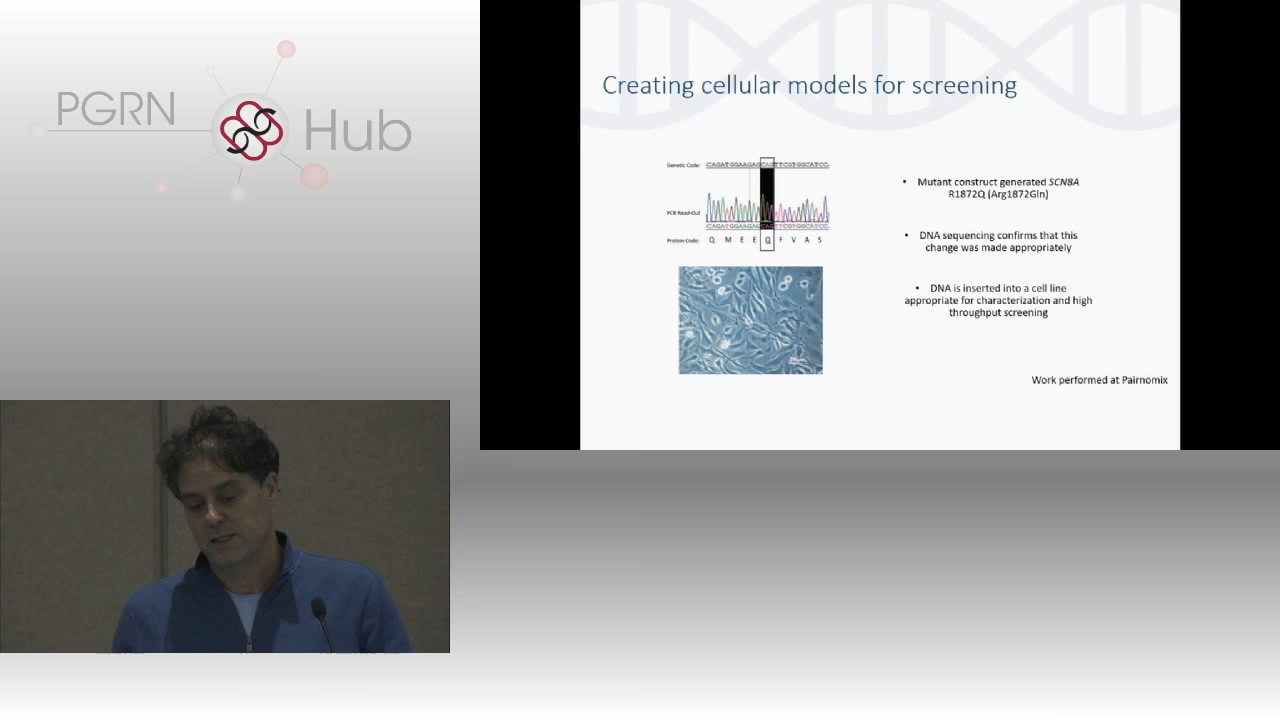 PGRN
Hub
Creating cellular models for screening
Genetic Code: CAGATGGAAGAGCAGTTCGTGGCATCC
PCR Read-Out
CAGATGGAAGAGCAGTTCGTGGCATCC
Protein Code: Q M E E Q F V A S
• Mutant construct generated SCN8A
R1872Q (Arg1872Gln)
• DNA sequencing confirms that this
change was made appropriately
• DNA is inserted into a cell line
appropriate for characterization and high
throughput screening
Work performed at Pairnomix